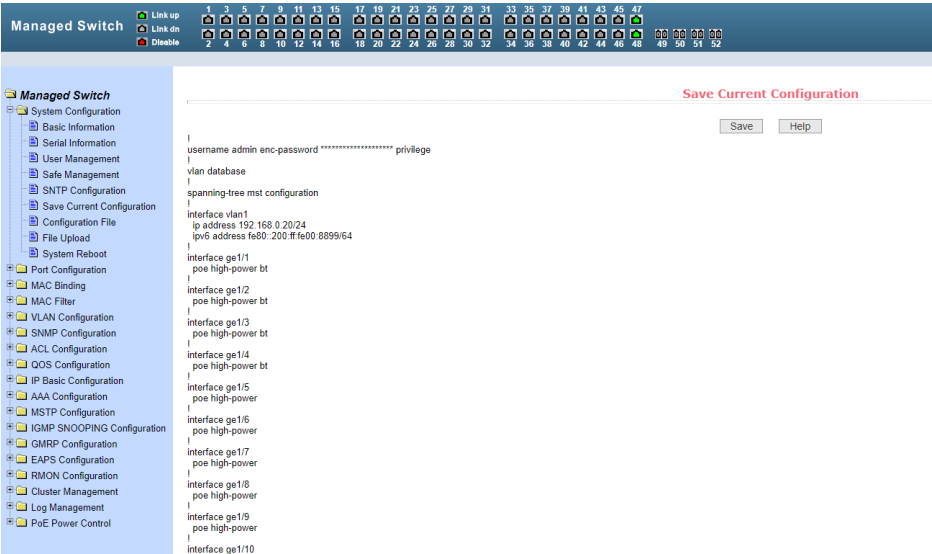 Managed Switch
Link up
Link dn
Disable
1 3 5 7 9 11 13 15 17 19 21 23 25 27 29 31 33 35 37 39 41 43 45 47
2 4 6 8 10 12 14 16 18 20 22 24 26 28 30 32 34 36 38 40 42 44 46 48 49 50 51 52
Managed Switch
System Configuration
Basic Information
Serial Information
User Management
Safe Management
SNTP Configuration
Save Current Configuration
Configuration File
File Upload
System Reboot
Port Configuration
MAC Binding
MAC Filter
VLAN Configuration
SNMP Configuration
ACL Configuration
QOS Configuration
IP Basic Configuration
AAA Configuration
MSTP Configuration
IGMP SNOOPING Configuration
GMRP Configuration
EAPS Configuration
RMON Configuration
Cluster Management
Log Management
PoE Power Control
Save Current Configuration
Save Help
!
username admin enc-password ******************** privilege
!
vlan database
!
spanning-tree mst configuration
!
interface vlan1
ip address 192.168.0.20/24
ipv6 address fe80::200:ff:fe00:8899/64
!
interface ge1/1
poe high-power bt
!
interface ge1/2
poe high-power bt
!
interface ge1/3
poe high-power bt
!
interface ge1/4
poe high-power bt
!
interface ge1/5
poe high-power
!
interface ge1/6
poe high-power
!
interface ge1/7
poe high-power
!
interface ge1/8
poe high-power
!
interface ge1/9
poe high-power
!
interface ge1/10